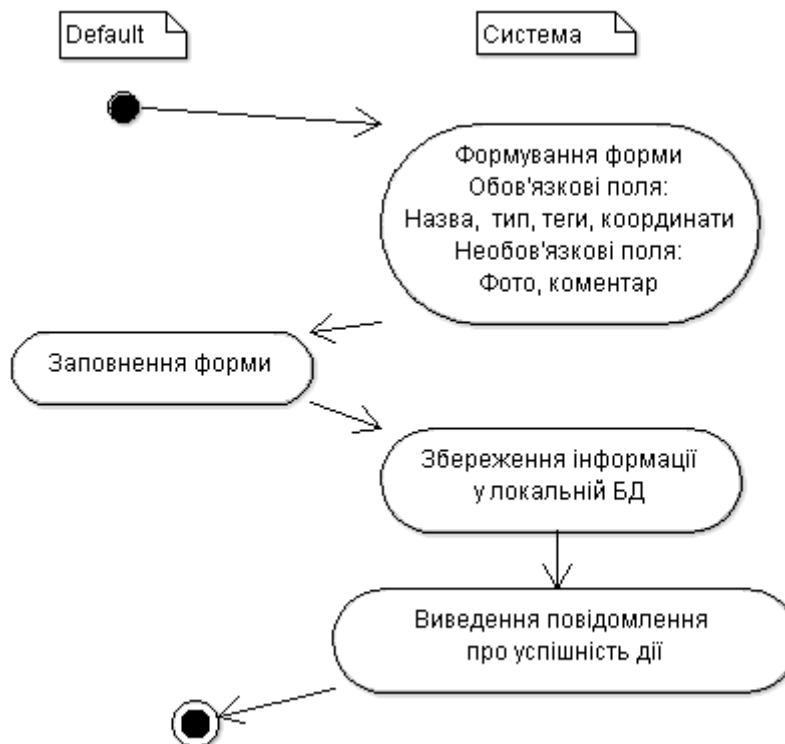 Default
Система
Формування форми
Обов'язкові поля:
Назва, тип, теги, координати
Необов'язкові поля:
Фото, коментар
Заповнення форми
Збереження інформації
у локальній БД
Виведення повідомлення
про успішність дії